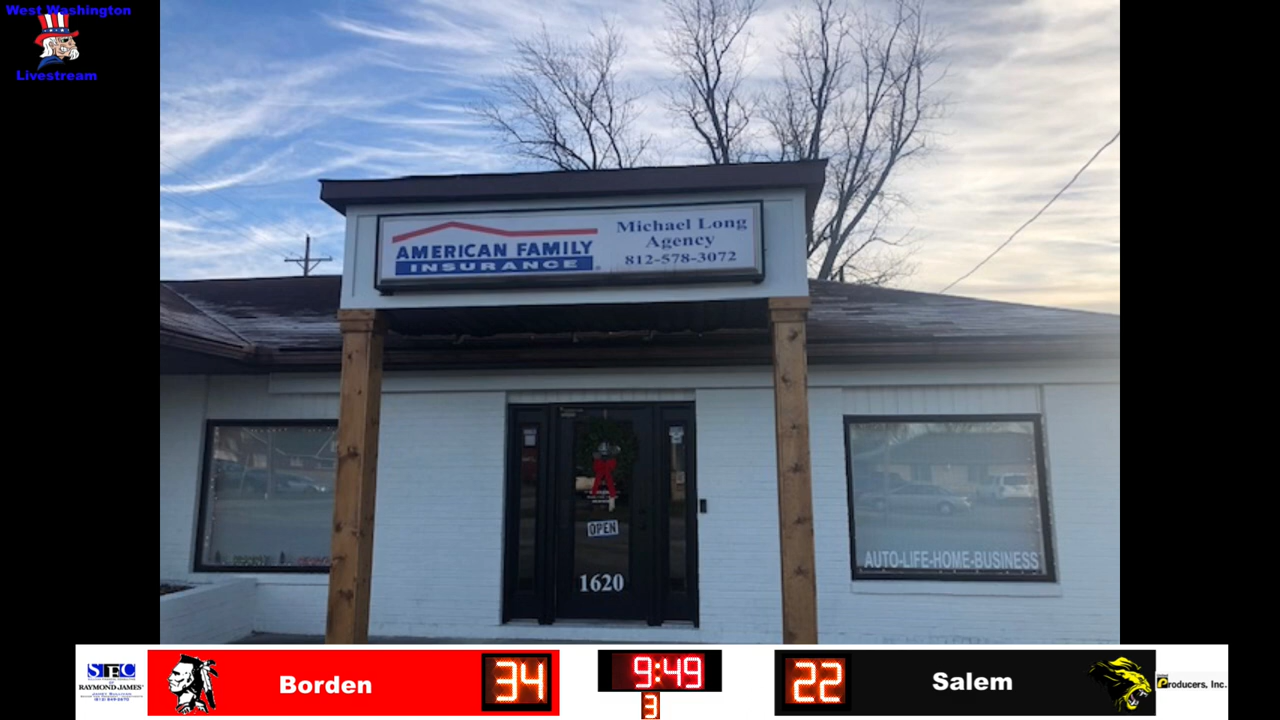 West Washington
Livestream
AMERICAN FAMILY
INSURANCE
Michael Long
Agency
812-578-3072
OPEN
1620
AUTO-LIFE-HOME-BUSINESS
RAYMOND JAMES
Borden
34
9:49
3
22
Salem
Producers, Inc.